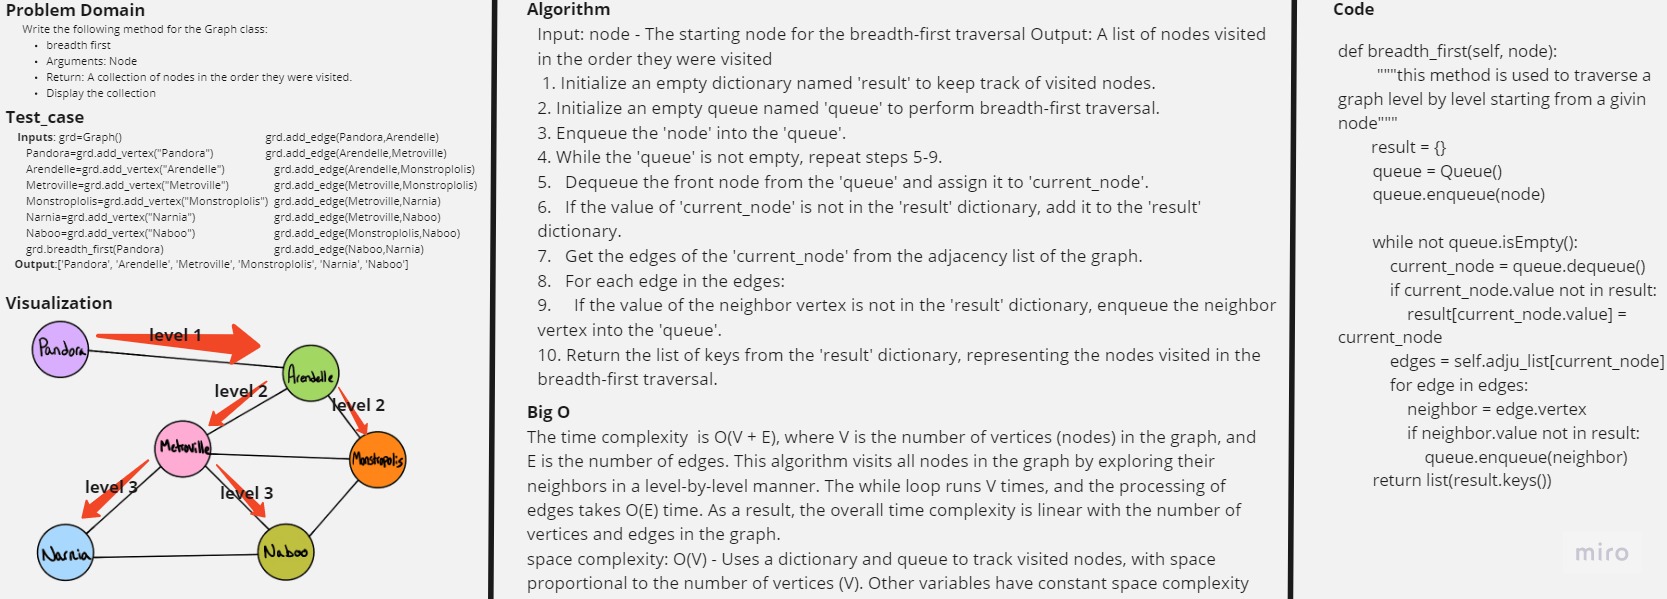 Problem Domain
Write the following method for the Graph class:
• breadth first
• Arguments: Node
• Return: A collection of nodes in the order they were visited.
• Display the collection
Test_case
Inputs: grd=Graph()
Pandora=grd.add_vertex("Pandora")
Arendelle=grd.add_vertex("Arendelle")
Metroville=grd.add_vertex("Metroville")
Monstroplolis=grd.add_vertex("Monstroplolis")
Narnia=grd.add_vertex("Narnia")
Naboo=grd.add_vertex("Naboo")
grd.breadth_first(Pandora)
grd.add_edge(Pandora,Arendelle)
grd.add_edge(Arendelle,Metroville)
grd.add_edge(Arendelle,Monstroplolis)
grd.add_edge(Metroville,Monstroplolis)
grd.add_edge(Metroville,Narnia)
grd.add_edge(Metroville,Naboo)
grd.add_edge(Monstroplolis,Naboo)
grd.add_edge(Naboo,Narnia)
Output:['Pandora', 'Arendelle', 'Metroville', 'Monstroplolis', 'Narnia', 'Naboo']
Visualization
level 1
Pandora
Arendelle
level 2
level 2
Metroville
Monstropolis
level 3
level 3
Narnia
Naboo
Algorithm
Input: node - The starting node for the breadth-first traversal Output: A list of nodes visited
in the order they were visited
1. Initialize an empty dictionary named 'result' to keep track of visited nodes.
2. Initialize an empty queue named 'queue' to perform breadth-first traversal.
3. Enqueue the 'node' into the 'queue'.
4. While the 'queue' is not empty, repeat steps 5-9.
5. Dequeue the front node from the 'queue' and assign it to 'current_node'.
6. If the value of 'current_node' is not in the 'result' dictionary, add it to the 'result'
dictionary.
7. Get the edges of the 'current_node' from the adjacency list of the graph.
8. For each edge in the edges:
9. If the value of the neighbor vertex is not in the 'result' dictionary, enqueue the neighbor
vertex into the 'queue'.
10. Return the list of keys from the 'result' dictionary, representing the nodes visited in the
breadth-first traversal.
Big O
The time complexity is O(V + E), where V is the number of vertices (nodes) in the graph, and
E is the number of edges. This algorithm visits all nodes in the graph by exploring their
neighbors in a level-by-level manner. The while loop runs V times, and the processing of
edges takes O(E) time. As a result, the overall time complexity is linear with the number of
vertices and edges in the graph.
space complexity: O(V) - Uses a dictionary and queue to track visited nodes, with space
proportional to the number of vertices (V). Other variables have constant space complexity
Code
def breadth_first(self, node):
"""this method is used to traverse a
graph level by level starting from a givin
node"""
result = {}
queue = Queue()
queue.enqueue(node)
while not queue.isEmpty():
current_node = queue.dequeue()
if current_node.value not in result:
result[current_node.value] =
current_node
edges = self.adju_list[current_node]
for edge in edges:
neighbor = edge.vertex
if neighbor.value not in result:
queue.enqueue(neighbor)
return list(result.keys())
miro